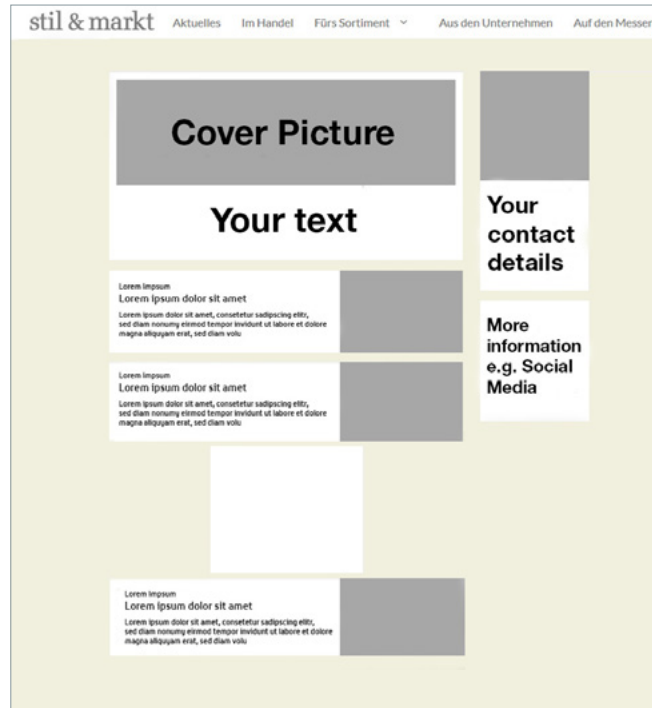 stil & markt Aktuelles Im Handel Fürs Sortiment Aus den Unternehmen Auf den Messen
Cover Picture
Your text
Lorem Impsum
Lorem ipsum dolor sit amet
Lorem ipsum dolor sit amet, consetetur sadipscing elitr,
sed diam nonumy eirmod tempor invidunt ut labore et dolore
magna aliquyam erat, sed diam volu
Lorem Impsum
Lorem ipsum dolor sit amet
Lorem ipsum dolor sit amet, consetetur sadipscing elitr,
sed diam nonumy eirmod tempor invidunt ut labore et dolore
magna aliquyam erat, sed diam volu
Lorem Impsum
Lorem ipsum dolor sit amet
Lorem ipsum dolor sit amet, consetetur sadipscing elitr,
sed diam nonumy eirmod tempor invidunt ut labore et dolore
magna aliquyam erat, sed diam volu
Your
contact
details
More
information
e.g. Social
Media